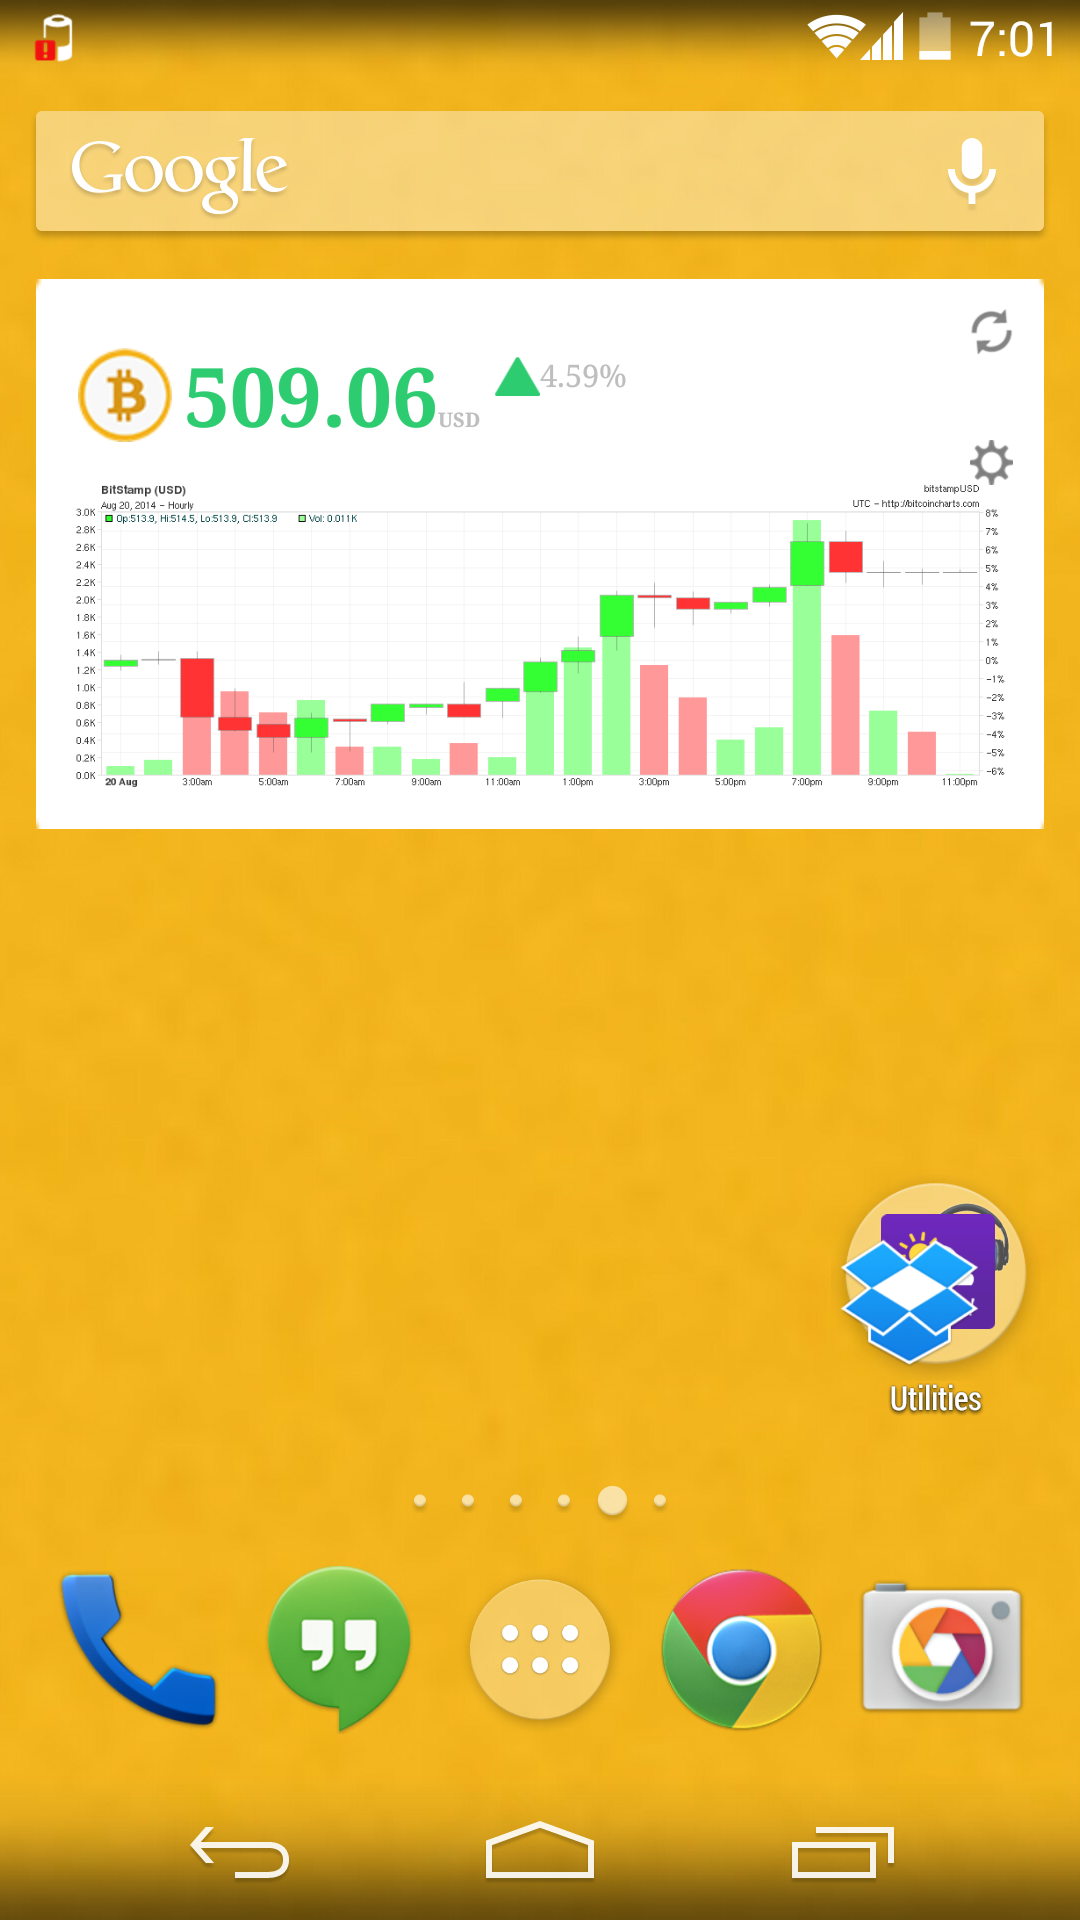 7:01
Google
509.06 USD 4.59%
BitStamp (USD) bitstampUSD
Aug 20, 2014 - Hourly UTC - http://bitcoincharts.com
Op:513.9, Hi:514.5, Lo:513.9, Cl:513.9 Vol: 0.011K
3.0K 8%
2.8K 7%
2.6K 6%
2.4K 5%
2.2K 4%
2.0K 3%
1.8K 2%
1.6K 1%
1.4K 0%
1.2K -1%
1.0K -2%
0.8K -3%
0.6K -4%
0.4K -5%
0.2K -6%
0.0K
20 Aug 3:00am 5:00am 7:00am 9:00am 11:00am 1:00pm 3:00pm 5:00pm 7:00pm 9:00pm 11:00pm
Utilities